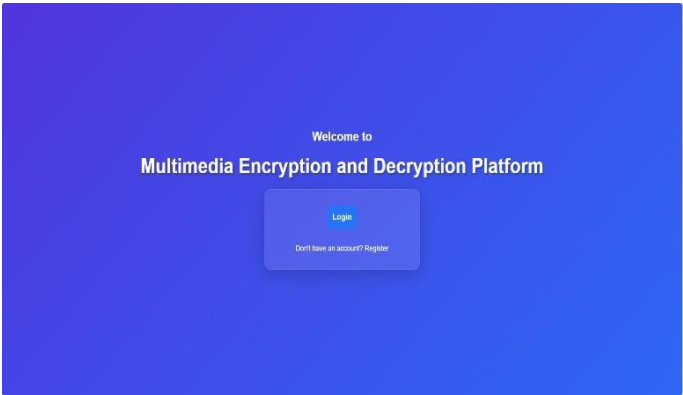 Welcome to
Multimedia Encryption and Decryption Platform
Login
Don't have an account? Register